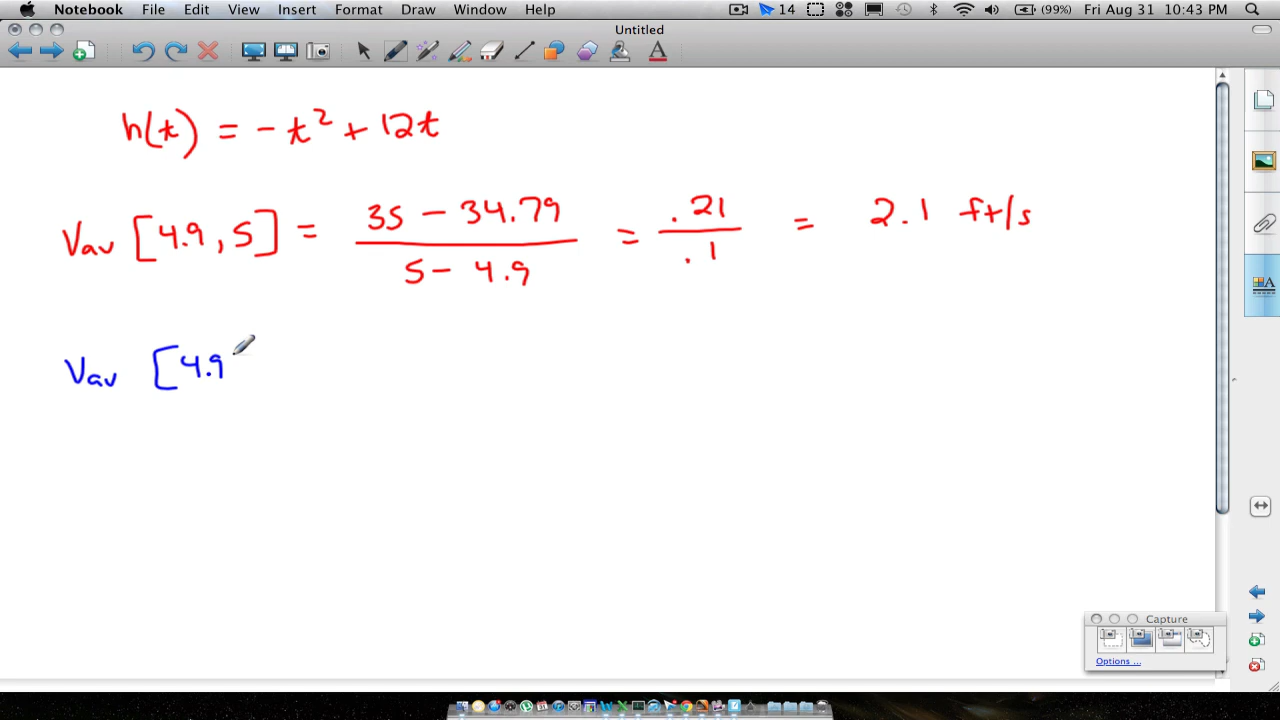 Notebook File Edit View Insert Format Draw Window Help 14 (99%) Fri Aug 31 10:43 PM
Untitled
h(t) = -t² + 12t
Vav [4.9, 5] = 35 - 34.79 / 5 - 4.9 = .21 / .1 = 2.1 ft/s
Vav [4.9
Capture
Options ...